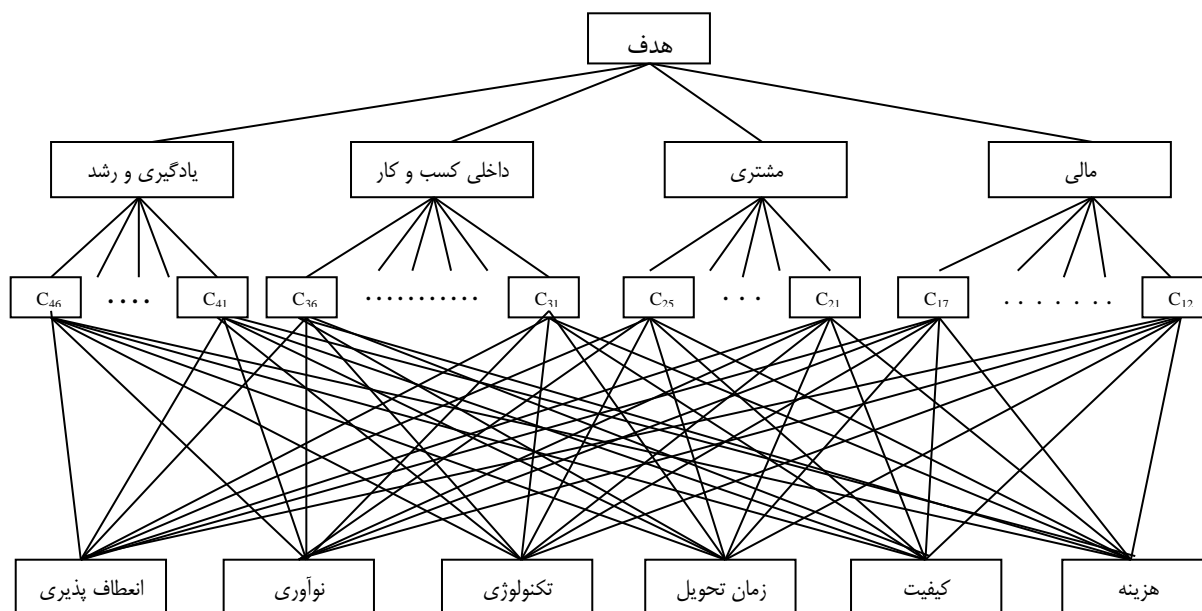 هدف
مالی
مشتری
داخلی کسب و کار
یادگیری و رشد
C12
. . . . . . .
C17
C21
. . .
C25
C31
...........
C36
C41
....
C46
هزینه
کیفیت
زمان تحویل
تکنولوژی
نوآوری
انعطاف پذیری